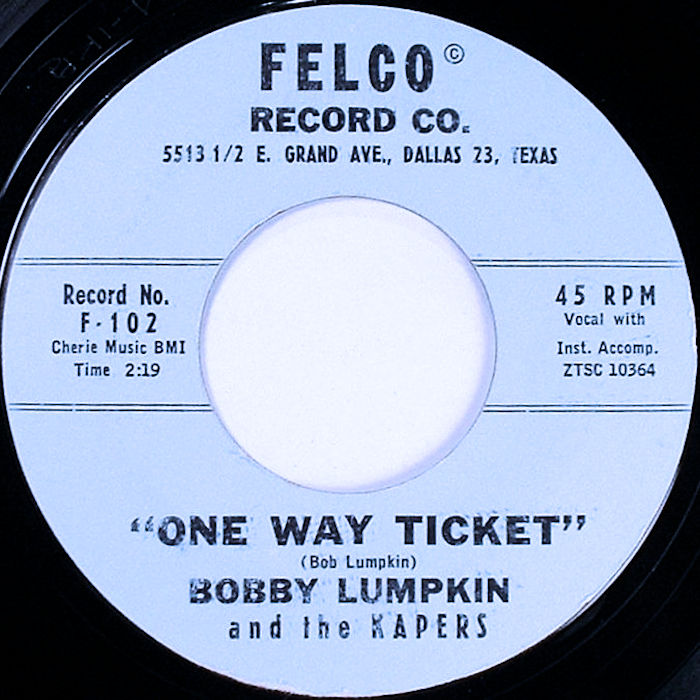 FELCO©
RECORD CO.
5513 1/2 E. GRAND AVE., DALLAS 23, TEXAS
Record No.
F-102
Cherie Music BMI
Time 2:19
45 RPM
Vocal with
Inst. Accomp.
ZTSC 10364
"ONE WAY TICKET"
(Bob Lumpkin)
BOBBY LUMPKIN
and the KAPERS